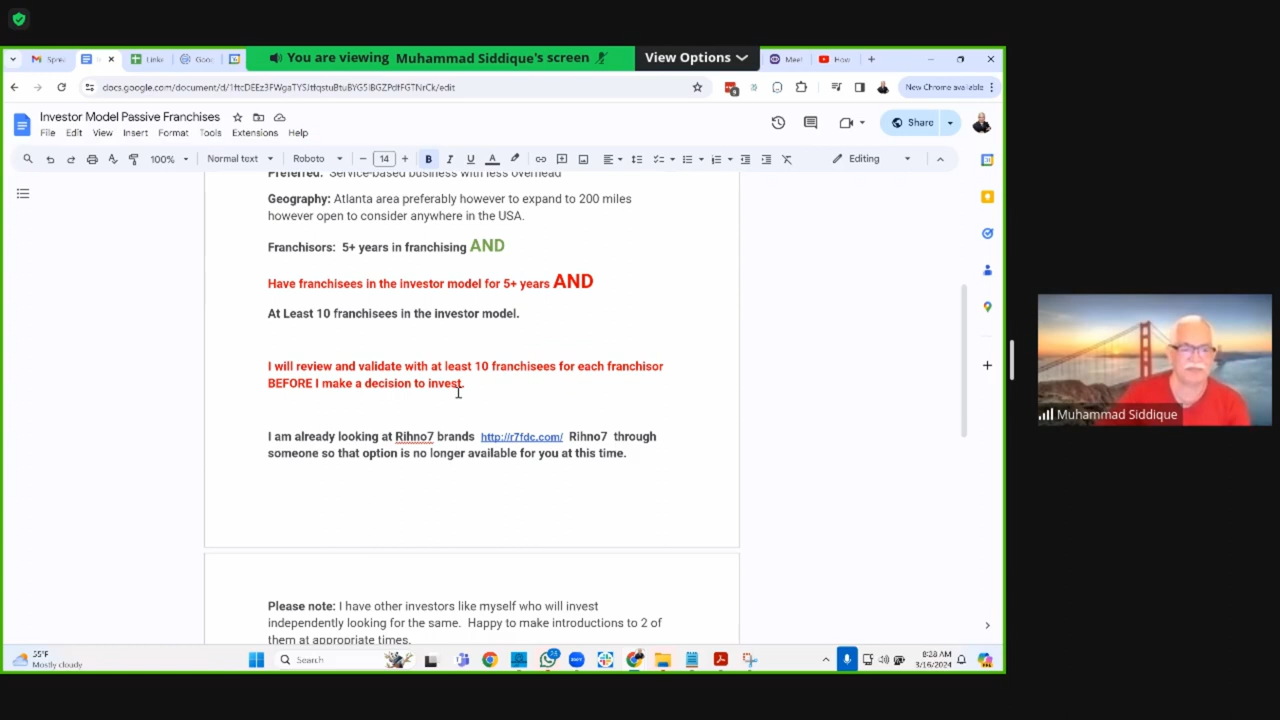 You are viewing Muhammad Siddique's screen
View Options
Sprea
Linke
Goog
Meet
How
docs.google.com/document/d/
/edit
New Chrome available
Investor Model Passive Franchises
File Edit View Insert Format Tools Extensions Help
Share
100% Normal text Roboto 14 B I U A Editing
Preferred: Service-based business with less overhead
Geography: Atlanta area preferably however to expand to 200 miles
however open to consider anywhere in the USA.
Franchisors: 5+ years in franchising AND
Have franchisees in the investor model for 5+ years AND
At Least 10 franchisees in the investor model.
I will review and validate with at least 10 franchisees for each franchisor
BEFORE I make a decision to invest.
I am already looking at Rihno7 brands http://r7fdc.com/ Rihno7 through
someone so that option is no longer available for you at this time.
Please note: I have other investors like myself who will invest
independently looking for the same. Happy to make introductions to 2 of
them at appropriate times.
Muhammad Siddique
55°F
Mostly cloudy
Search
8:28 AM
3/16/2024